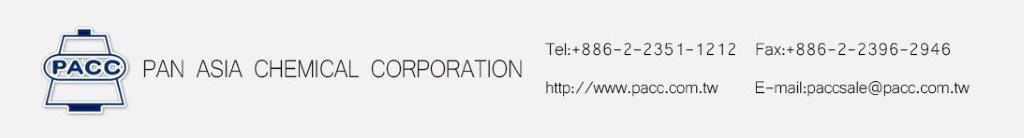 PACC
PAN ASIA CHEMICAL CORPORATION
Tel:+886-2-2351-1212 Fax:+886-2-2396-2946
http://www.pacc.com.tw E-mail:paccsale@pacc.com.tw